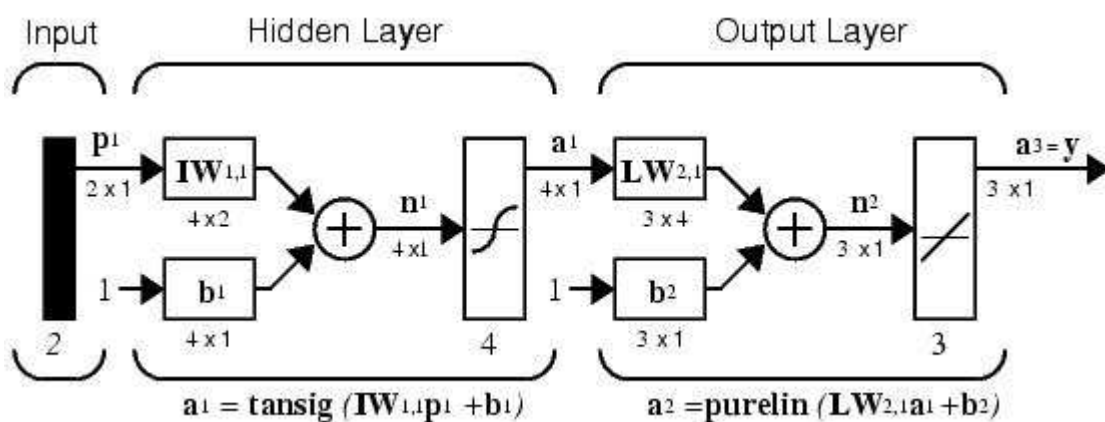 Input Hidden Layer Output Layer
p1 a1 a3 = y
IW1,1 LW2,1
2 x 1 n1 4 x 1 n2 3 x 1
4 x 2 3 x 4
4 x 1 3 x 1
1 b1 1 b2
4 x 1 3 x 1
2 4 3
a1 = tansig (IW1,1p1 +b1) a2 =purelin (LW2,1a1 +b2)